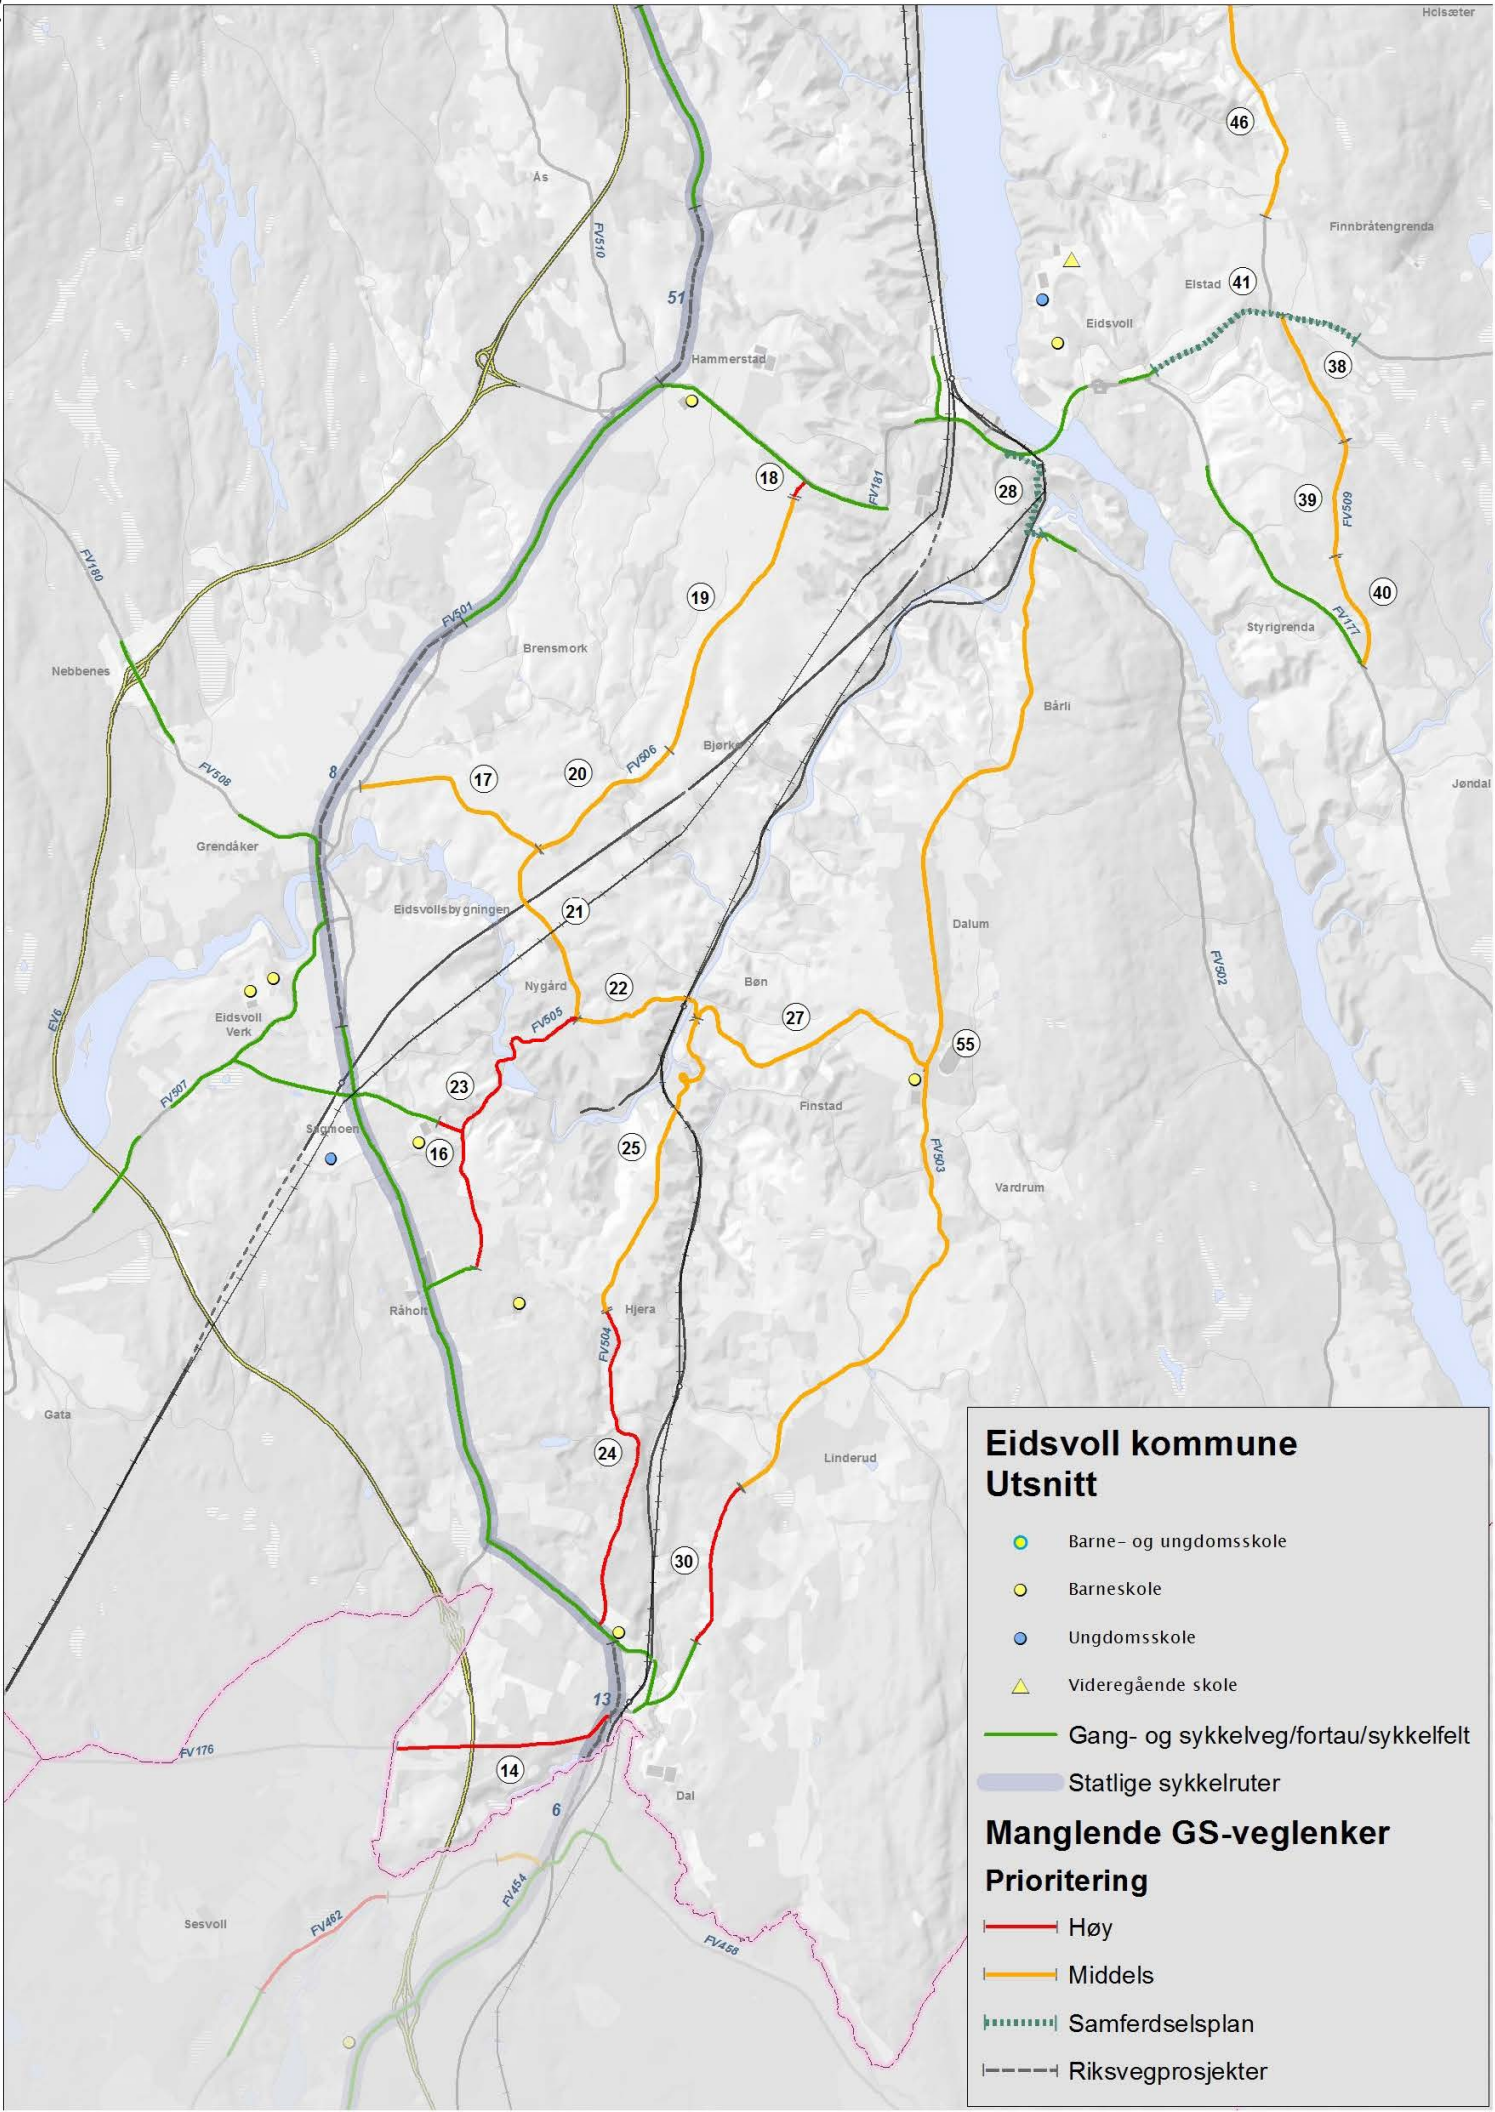 Holsæter
46
Ås
FV510
Finnbråtengrenda
41
Elstad
51
Eidsvoll
Hammerstad
38
18
FV181
28
39
FV509
FV180
19
40
FV501
FV177
Styrigrenda
Brensmork
Nebbenes
Bårli
Bjørke
FV506
20
17
8
FV508
Jøndal
Grendåker
Eidsvollsbygningen
21
Dalum
FV502
Nygård
22
Bøn
27
Eidsvoll
Verk
FV505
EV6
55
23
FV507
Finstad
Sagmoen
16
25
FV503
Vardrum
Råholt
Hjera
FV504
Gata
24
Linderud
30
13
FV176
14
Dal
6
FV454
Sesvoll
FV462
FV458
Eidsvoll kommune
Utsnitt
Barne- og ungdomsskole
Barneskole
Ungdomsskole
Videregående skole
Gang- og sykkelveg/fortau/sykkelfelt
Statlige sykkelruter
Manglende GS-veglenker
Prioritering
Høy
Middels
Samferdselsplan
Riksvegprosjekter